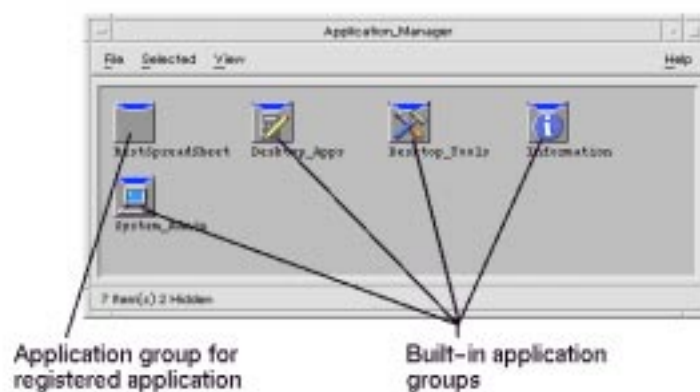 Application_Manager
File Selected View Help
BestSpreadSheet Desktop_Apps Desktop_Tools Information
System_Admin
7 Item(s) 2 Hidden
Application group for
registered application
Built-in application
groups